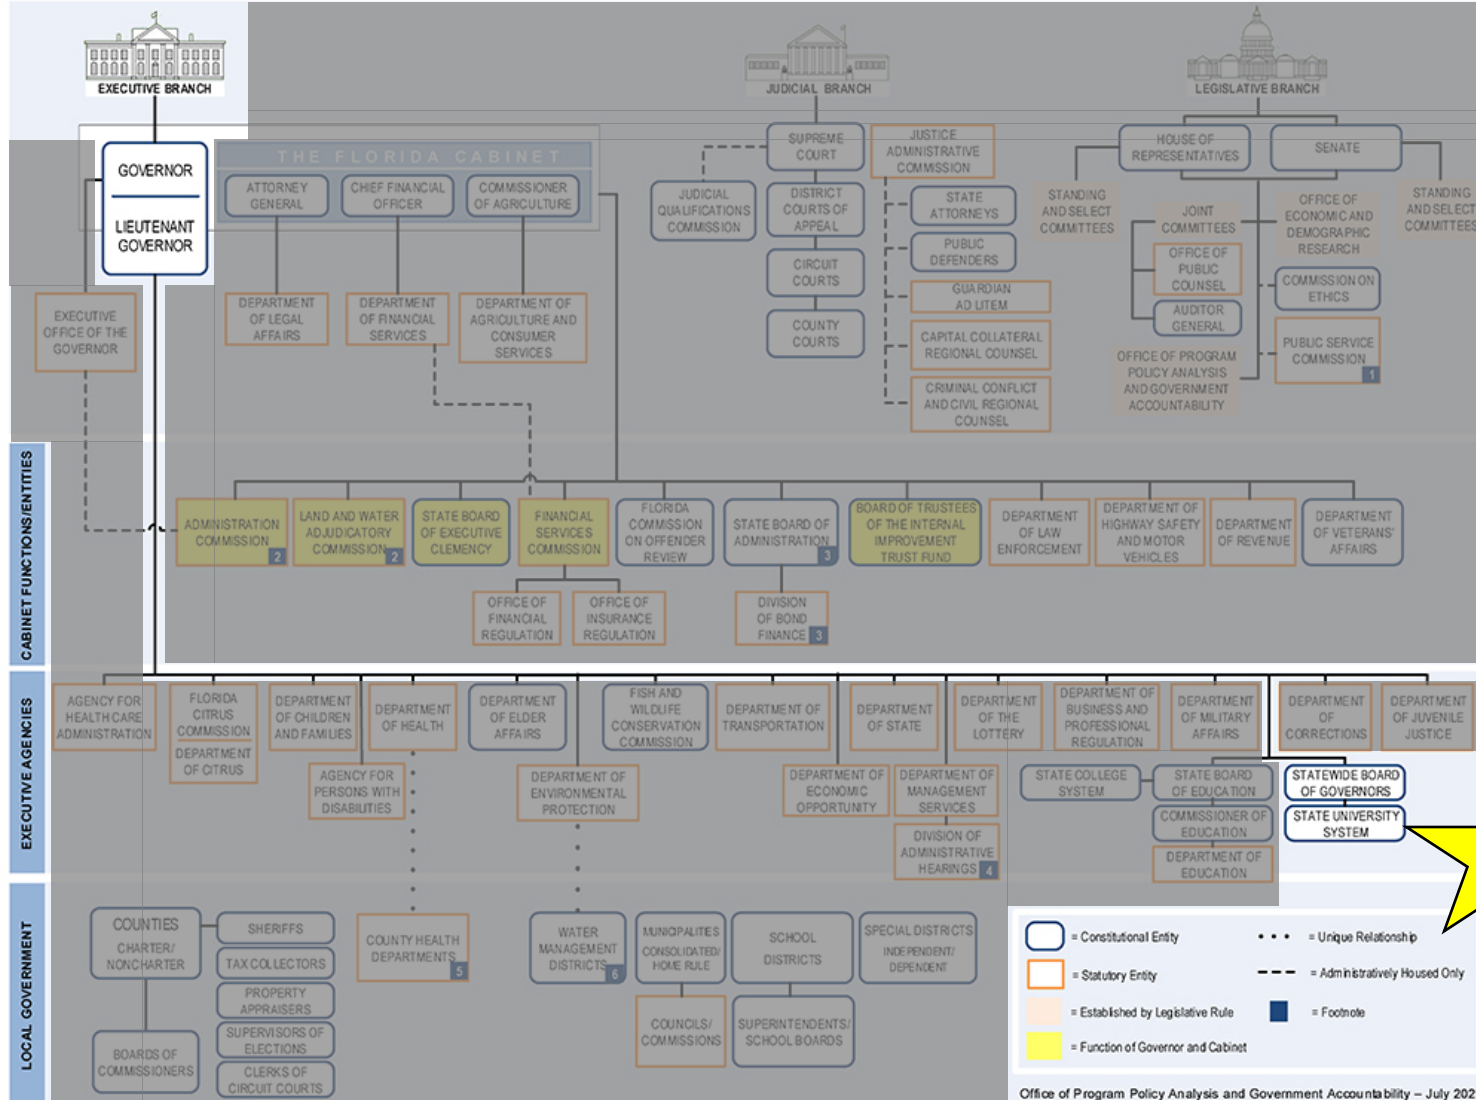 EXECUTIVE BRANCH
JUDICIAL BRANCH
LEGISLATIVE BRANCH
GOVERNOR
LIEUTENANT
GOVERNOR
THE FLORIDA CABINET
ATTORNEY
GENERAL
CHIEF FINANCIAL
OFFICER
COMMISSIONER
OF AGRICULTURE
EXECUTIVE
OFFICE OF THE
GOVERNOR
DEPARTMENT
OF LEGAL
AFFAIRS
DEPARTMENT
OF FINANCIAL
SERVICES
DEPARTMENT OF
AGRICULTURE AND
CONSUMER
SERVICES
SUPREME
COURT
JUDICIAL
QUALIFICATIONS
COMMISSION
DISTRICT
COURTS OF
APPEAL
CIRCUIT
COURTS
COUNTY
COURTS
JUSTICE
ADMINISTRATIVE
COMMISSION
STATE
ATTORNEYS
PUBLIC
DEFENDERS
GUARDIAN
AD LITEM
CAPITAL COLLATERAL
REGIONAL COUNSEL
CRIMINAL CONFLICT
AND CIVIL REGIONAL
COUNSEL
HOUSE OF
REPRESENTATIVES
SENATE
STANDING
AND SELECT
COMMITTEES
JOINT
COMMITTEES
OFFICE OF
PUBLIC
COUNSEL
AUDITOR
GENERAL
OFFICE OF PROGRAM
POLICY ANALYSIS
AND GOVERNMENT
ACCOUNTABILITY
OFFICE OF
ECONOMIC AND
DEMOGRAPHIC
RESEARCH
COMMISSION ON
ETHICS
PUBLIC SERVICE
COMMISSION
1
STANDING
AND SELECT
COMMITTEES
CABINET FUNCTIONS/ENTITIES
ADMINISTRATION
COMMISSION
2
LAND AND WATER
ADJUDICATORY
COMMISSION
2
STATE BOARD
OF EXECUTIVE
CLEMENCY
FINANCIAL
SERVICES
COMMISSION
FLORIDA
COMMISSION
ON OFFENDER
REVIEW
STATE BOARD OF
ADMINISTRATION
3
BOARD OF TRUSTEES
OF THE INTERNAL
IMPROVEMENT
TRUST FUND
DEPARTMENT
OF LAW
ENFORCEMENT
DEPARTMENT OF
HIGHWAY SAFETY
AND MOTOR
VEHICLES
DEPARTMENT
OF REVENUE
DEPARTMENT
OF VETERANS'
AFFAIRS
OFFICE OF
FINANCIAL
REGULATION
OFFICE OF
INSURANCE
REGULATION
DIVISION
OF BOND
FINANCE
3
EXECUTIVE AGENCIES
AGENCY FOR
HEALTH CARE
ADMINISTRATION
FLORIDA
CITRUS
COMMISSION
DEPARTMENT
OF CITRUS
DEPARTMENT
OF CHILDREN
AND FAMILIES
DEPARTMENT
OF HEALTH
DEPARTMENT
OF ELDER
AFFAIRS
FISH AND
WILDLIFE
CONSERVATION
COMMISSION
DEPARTMENT OF
TRANSPORTATION
DEPARTMENT
OF STATE
DEPARTMENT
OF THE
LOTTERY
DEPARTMENT OF
BUSINESS AND
PROFESSIONAL
REGULATION
DEPARTMENT
OF MILITARY
AFFAIRS
DEPARTMENT
OF
CORRECTIONS
DEPARTMENT
OF JUVENILE
JUSTICE
AGENCY FOR
PERSONS WITH
DISABILITIES
DEPARTMENT OF
ENVIRONMENTAL
PROTECTION
DEPARTMENT OF
ECONOMIC
OPPORTUNITY
DEPARTMENT OF
MANAGEMENT
SERVICES
DIVISION OF
ADMINISTRATIVE
HEARINGS
4
STATE COLLEGE
SYSTEM
STATE BOARD
OF EDUCATION
COMMISSIONER OF
EDUCATION
DEPARTMENT OF
EDUCATION
STATEWIDE BOARD
OF GOVERNORS
STATE UNIVERSITY
SYSTEM
LOCAL GOVERNMENT
COUNTIES
CHARTER/
NONCHARTER
BOARDS OF
COMMISSIONERS
SHERIFFS
TAX COLLECTORS
PROPERTY
APPRAISERS
SUPERVISORS OF
ELECTIONS
CLERKS OF
CIRCUIT COURTS
COUNTY HEALTH
DEPARTMENTS
5
WATER
MANAGEMENT
DISTRICTS
6
MUNICIPALITIES
CONSOLIDATED/
HOME RULE
COUNCILS/
COMMISSIONS
SCHOOL
DISTRICTS
SUPERINTENDENTS/
SCHOOL BOARDS
SPECIAL DISTRICTS
INDEPENDENT/
DEPENDENT
= Constitutional Entity
= Unique Relationship
= Statutory Entity
= Administratively Housed Only
= Established by Legislative Rule
= Footnote
= Function of Governor and Cabinet
Office of Program Policy Analysis and Government Accountability – July 202